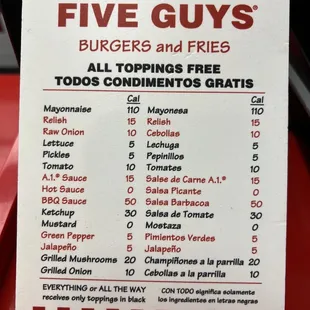 FIVE GUYS®
BURGERS and FRIES
ALL TOPPINGS FREE
TODOS CONDIMENTOS GRATIS
Cal Cal
Mayonnaise 110 Mayonesa 110
Relish 15 Relish 15
Raw Onion 10 Cebollas 10
Lettuce 5 Lechuga 5
Pickles 5 Pepinillos 5
Tomato 10 Tomates 10
A.1.® Sauce 15 Salsa de Carne A.1.® 15
Hot Sauce 0 Salsa Picante 0
BBQ Sauce 50 Salsa Barbacoa 50
Ketchup 30 Salsa de Tomate 30
Mustard 0 Mostaza 0
Green Pepper 5 Pimientos Verdes 5
Jalapeño 5 Jalapeño 5
Grilled Mushrooms 20 Champiñones a la parrilla 20
Grilled Onion 10 Cebollas a la parrilla 10
EVERYTHING or ALL THE WAY CON TODO significa solamente
receives only toppings in black los ingredientes en letras negras